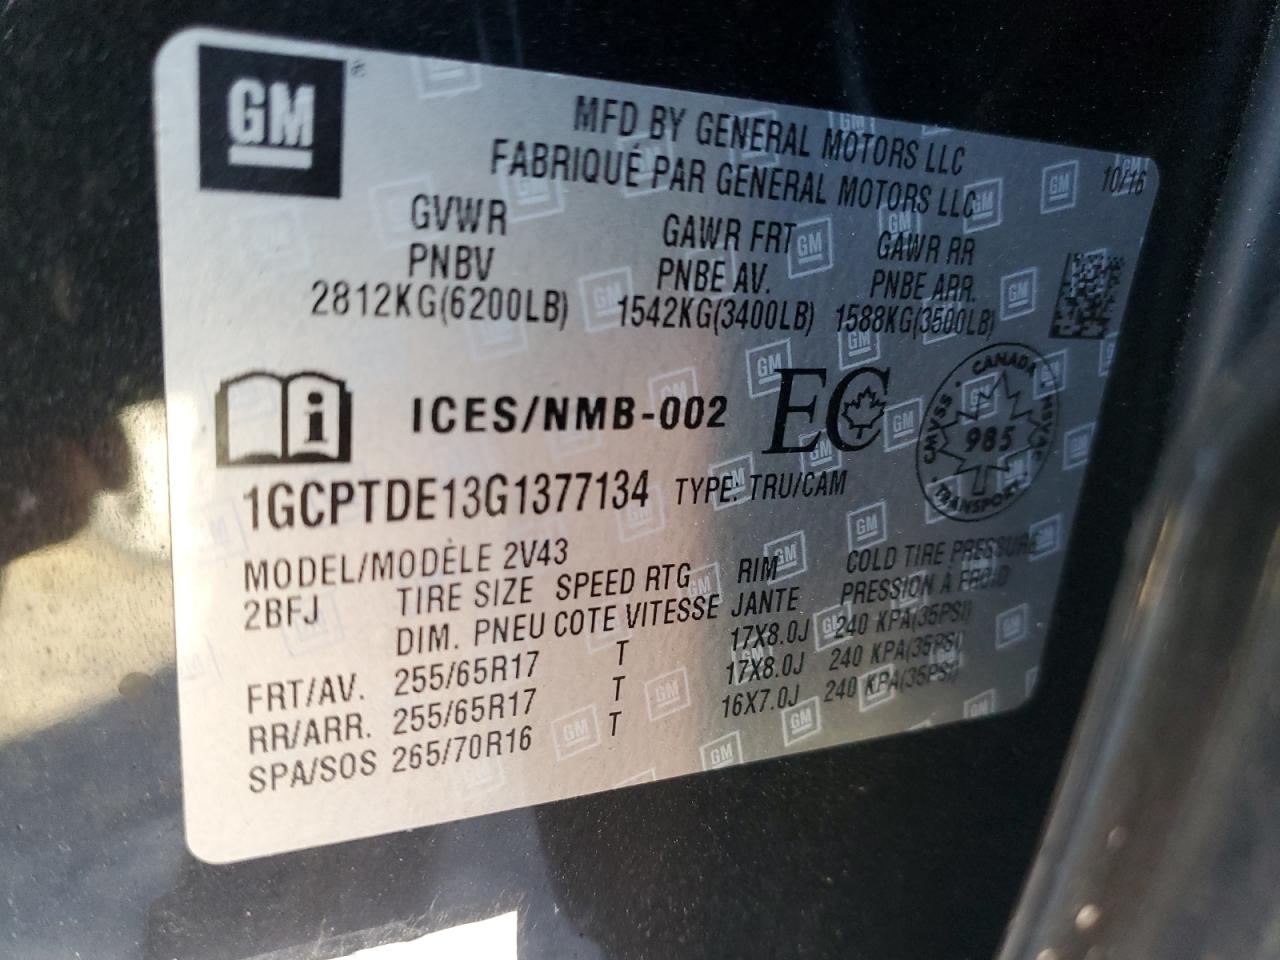 GM
MFD BY GENERAL MOTORS LLC
FABRIQUÉ PAR GENERAL MOTORS LLC
10/16
GVWR GAWR FRT GAWR RR
PNBV PNBE AV. PNBE ARR.
2812KG(6200LB) 1542KG(3400LB) 1588KG(3500LB)
i ICES/NMB-002 EC
CANADA
CMVSS · NSVAC
985
TRANSPORT
1GCPTDE13G1377134 TYPE: TRU/CAM
MODEL/MODÈLE 2V43
2BFJ TIRE SIZE SPEED RTG RIM COLD TIRE PRESSURE
DIM. PNEU COTE VITESSE JANTE PRESSION À FROID
FRT/AV. 255/65R17 T 17X8.0J 240 KPA(35PSI)
RR/ARR. 255/65R17 T 17X8.0J 240 KPA(35PSI)
SPA/SOS 265/70R16 T 16X7.0J 240 KPA(35PSI)